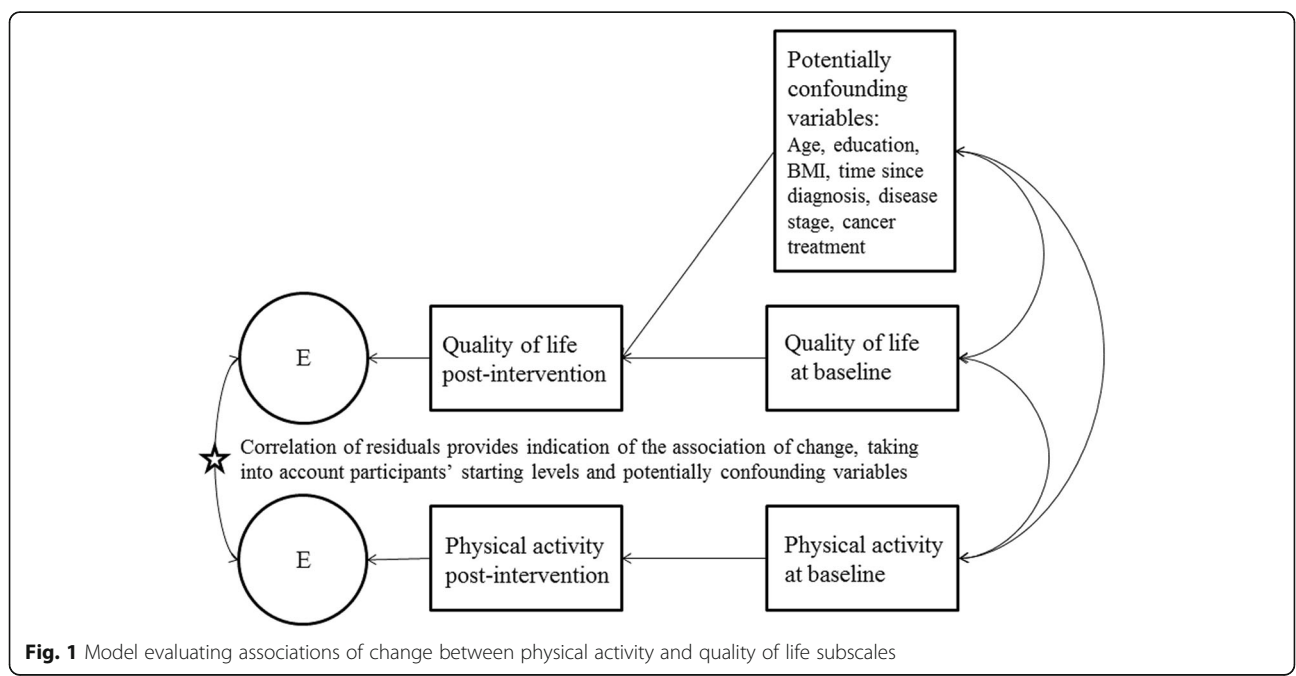 Potentially
confounding
variables:
Age, education,
BMI, time since
diagnosis, disease
stage, cancer
treatment
E
Quality of life
post-intervention
Quality of life
at baseline
Correlation of residuals provides indication of the association of change, taking
into account participants’ starting levels and potentially confounding variables
E
Physical activity
post-intervention
Physical activity
at baseline
Fig. 1 Model evaluating associations of change between physical activity and quality of life subscales